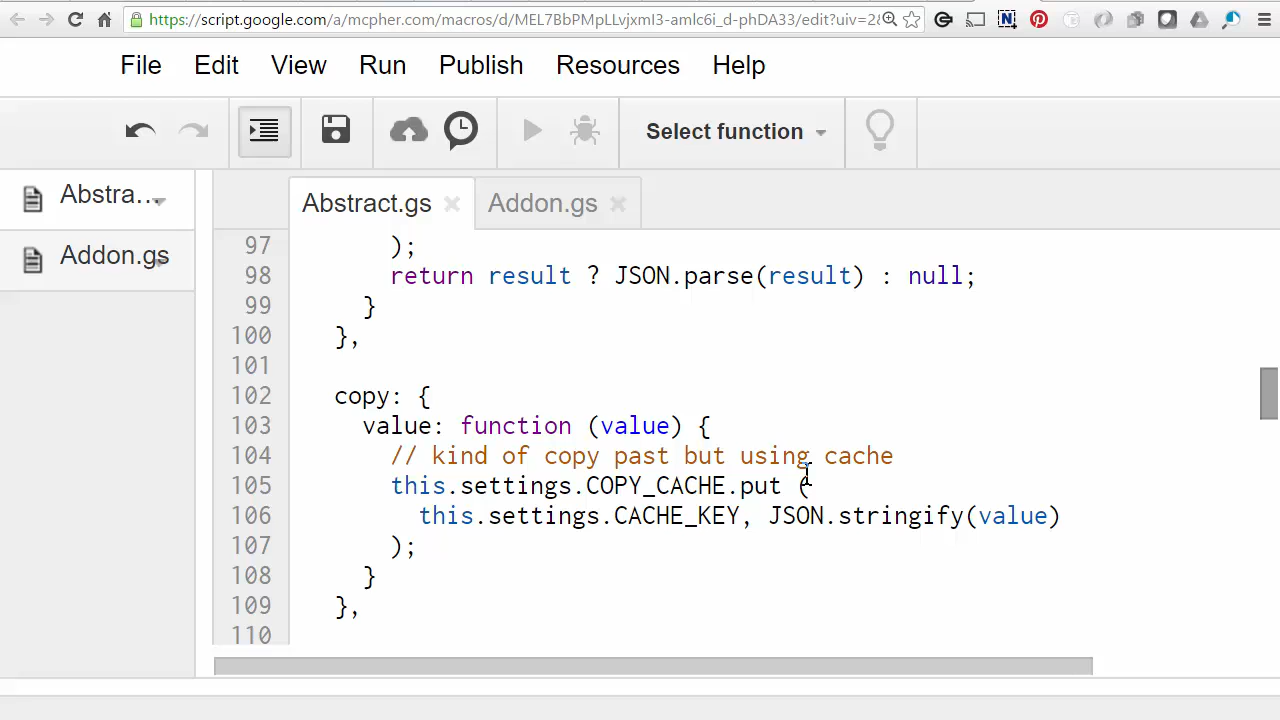 https://script.google.com/a/mcpher.com/macros/d/MEL7BBPMpLLvjxmI3-amlc6i_d-phDA33/edit?uiv=2&
File Edit View Run Publish Resources Help
Select function
Abstra...
Addon.gs
Abstract.gs
Addon.gs
97 );
98 return result ? JSON.parse(result) : null;
99 }
100 },
101
102 copy: {
103 value: function (value) {
104 // kind of copy past but using cache
105 this.settings.COPY_CACHE.put (
106 this.settings.CACHE_KEY, JSON.stringify(value)
107 );
108 }
109 },
110